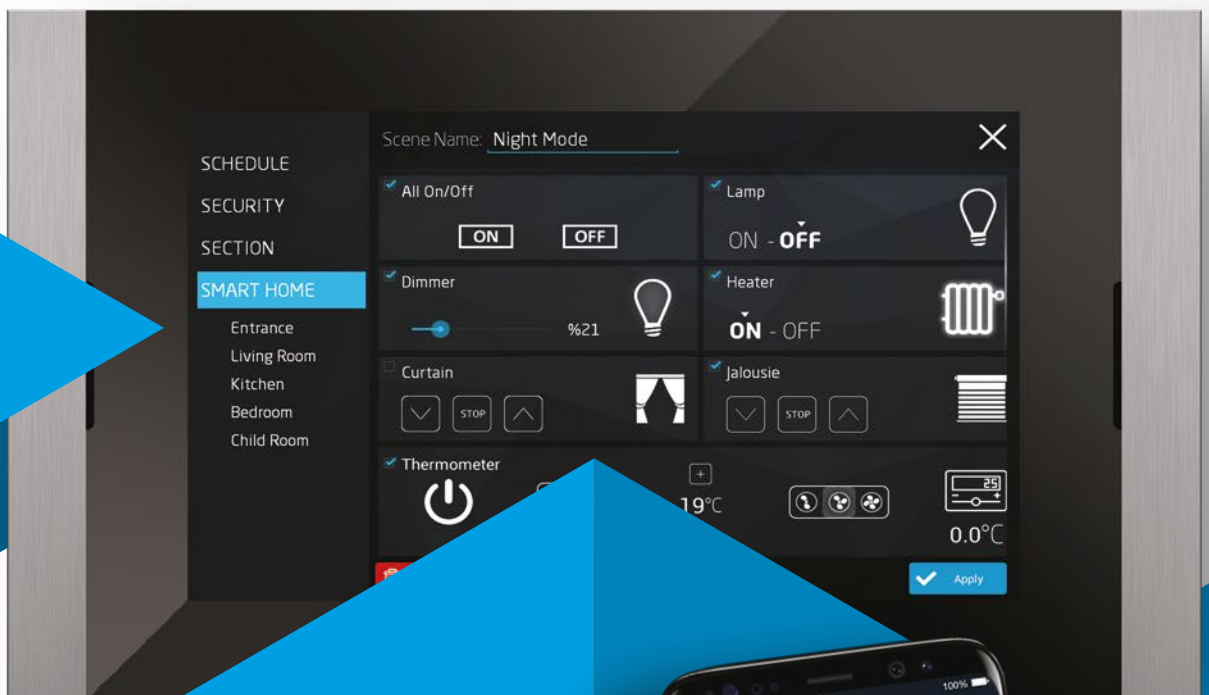 Scene Name: Night Mode
SCHEDULE
SECURITY
SECTION
SMART HOME
Entrance
Living Room
Kitchen
Bedroom
Child Room
All On/Off
ON OFF
Lamp
ON - OFF
Dimmer
%21
Heater
ON - OFF
Curtain
STOP
Jalousie
STOP
Thermometer
+
19°C
25
- +
0.0°C
Apply
100%